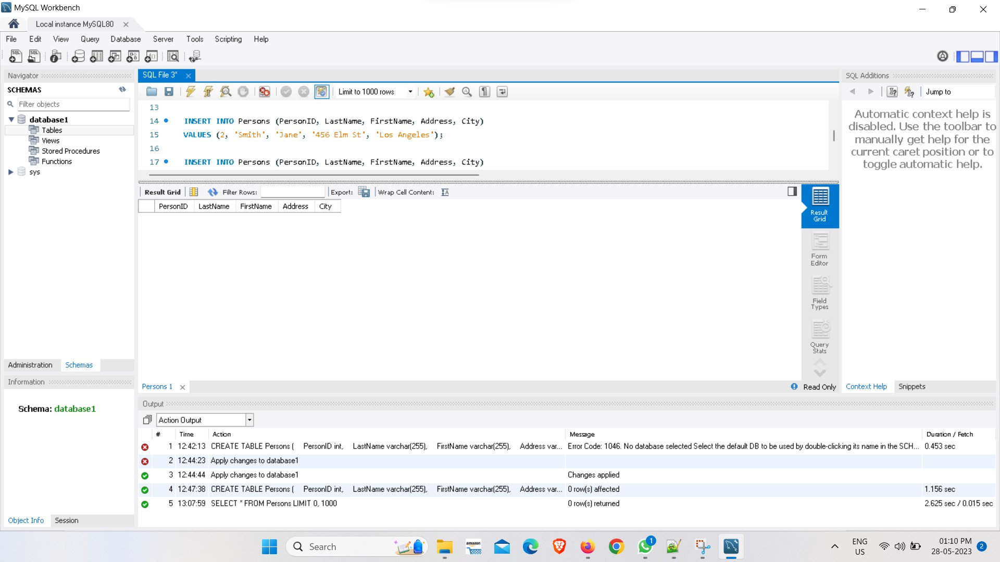 MySQL Workbench
Local instance MySQL80
File Edit View Query Database Server Tools Scripting Help
Navigator
SCHEMAS
Filter objects
database1
Tables
Views
Stored Procedures
Functions
sys
Administration Schemas
Information
Schema: database1
Object Info Session
SQL File 3*
Limit to 1000 rows
13
14 INSERT INTO Persons (PersonID, LastName, FirstName, Address, City)
15 VALUES (2, 'Smith', 'Jane', '456 Elm St', 'Los Angeles');
16
17 INSERT INTO Persons (PersonID, LastName, FirstName, Address, City)
Result Grid Filter Rows: Export: Wrap Cell Content:
PersonID LastName FirstName Address City
Result
Grid
Form
Editor
Field
Types
Query
Stats
Persons 1
Read Only
SQL Additions
Jump to
Automatic context help is
disabled. Use the toolbar to
manually get help for the
current caret position or to
toggle automatic help.
Context Help Snippets
Output
Action Output
# Time Action Message Duration / Fetch
1 12:42:13 CREATE TABLE Persons ( PersonID int, LastName varchar(255), FirstName varchar(255), Address var... Error Code: 1046. No database selected Select the default DB to be used by double-clicking its name in the SCH... 0.453 sec
2 12:44:23 Apply changes to database1
3 12:44:44 Apply changes to database1 Changes applied
4 12:47:38 CREATE TABLE Persons ( PersonID int, LastName varchar(255), FirstName varchar(255), Address var... 0 row(s) affected 1.156 sec
5 13:07:59 SELECT * FROM Persons LIMIT 0, 1000 0 row(s) returned 2.625 sec / 0.015 sec
Search
amazon
1
ENG
US
01:10 PM
28-05-2023
2